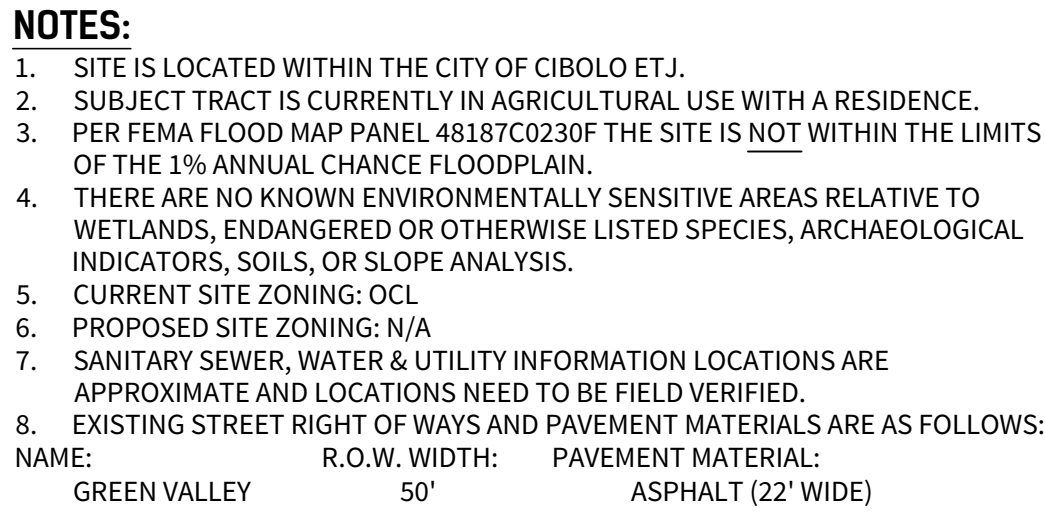 NOTES:
1. SITE IS LOCATED WITHIN THE CITY OF CIBOLO ETJ.
2. SUBJECT TRACT IS CURRENTLY IN AGRICULTURAL USE WITH A RESIDENCE.
3. PER FEMA FLOOD MAP PANEL 48187C0230F THE SITE IS NOT WITHIN THE LIMITS
OF THE 1% ANNUAL CHANCE FLOODPLAIN.
4. THERE ARE NO KNOWN ENVIRONMENTALLY SENSITIVE AREAS RELATIVE TO
WETLANDS, ENDANGERED OR OTHERWISE LISTED SPECIES, ARCHAEOLOGICAL
INDICATORS, SOILS, OR SLOPE ANALYSIS.
5. CURRENT SITE ZONING: OCL
6. PROPOSED SITE ZONING: N/A
7. SANITARY SEWER, WATER & UTILITY INFORMATION LOCATIONS ARE
APPROXIMATE AND LOCATIONS NEED TO BE FIELD VERIFIED.
8. EXISTING STREET RIGHT OF WAYS AND PAVEMENT MATERIALS ARE AS FOLLOWS:
NAME: R.O.W. WIDTH: PAVEMENT MATERIAL:
GREEN VALLEY 50' ASPHALT (22' WIDE)